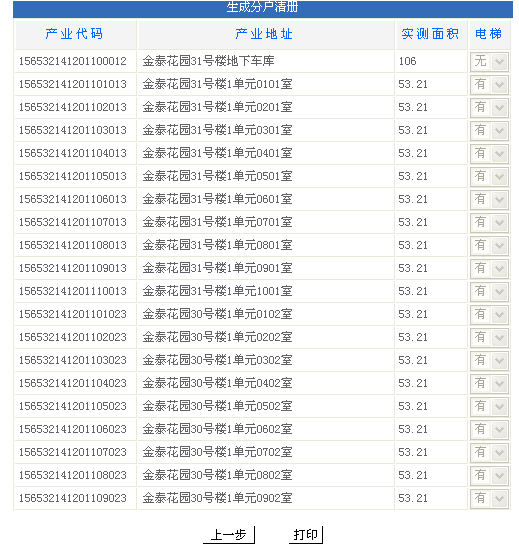 生成分户清册
产业代码 产业地址 实测面积 电梯
156532141201100012 金泰花园31号楼地下车库 106 无
156532141201101013 金泰花园31号楼1单元0101室 53.21 有
156532141201102013 金泰花园31号楼1单元0201室 53.21 有
156532141201103013 金泰花园31号楼1单元0301室 53.21 有
156532141201104013 金泰花园31号楼1单元0401室 53.21 有
156532141201105013 金泰花园31号楼1单元0501室 53.21 有
156532141201106013 金泰花园31号楼1单元0601室 53.21 有
156532141201107013 金泰花园31号楼1单元0701室 53.21 有
156532141201108013 金泰花园31号楼1单元0801室 53.21 有
156532141201109013 金泰花园31号楼1单元0901室 53.21 有
156532141201110013 金泰花园31号楼1单元1001室 53.21 有
156532141201101023 金泰花园30号楼1单元0102室 53.21 有
156532141201102023 金泰花园30号楼1单元0202室 53.21 有
156532141201103023 金泰花园30号楼1单元0302室 53.21 有
156532141201104023 金泰花园30号楼1单元0402室 53.21 有
156532141201105023 金泰花园30号楼1单元0502室 53.21 有
156532141201106023 金泰花园30号楼1单元0602室 53.21 有
156532141201107023 金泰花园30号楼1单元0702室 53.21 有
156532141201108023 金泰花园30号楼1单元0802室 53.21 有
156532141201109023 金泰花园30号楼1单元0902室 53.21 有
上一步 打印